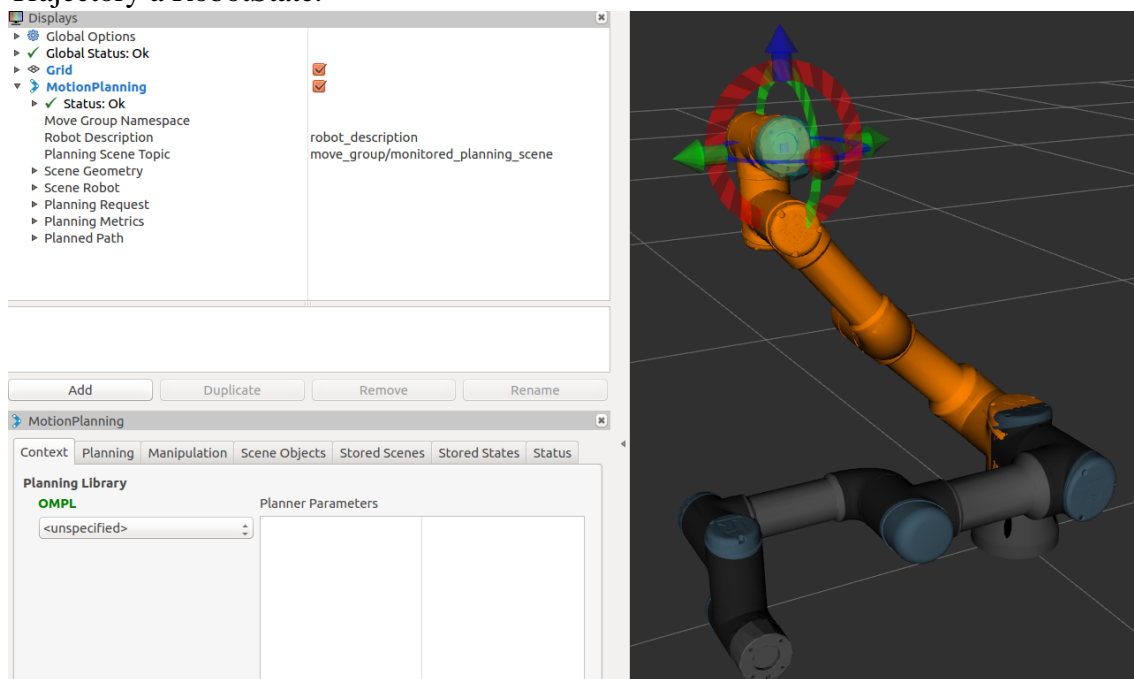 Trajectory a RobotState.
Displays
Global Options
Global Status: Ok
Grid
MotionPlanning
Status: Ok
Move Group Namespace
Robot Description robot_description
Planning Scene Topic move_group/monitored_planning_scene
Scene Geometry
Scene Robot
Planning Request
Planning Metrics
Planned Path
Add Duplicate Remove Rename
MotionPlanning
Context Planning Manipulation Scene Objects Stored Scenes Stored States Status
Planning Library
OMPL Planner Parameters
<unspecified>